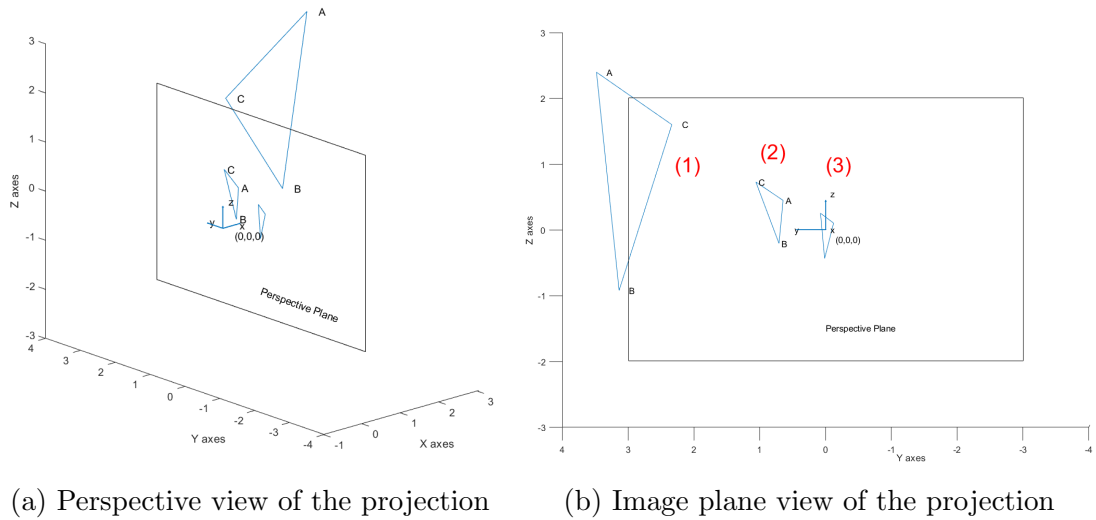 A
C
B
C
A
z
y
B
x
(0,0,0)
Perspective Plane
3
2
1
0
-1
-2
-3
Z axes
4
3
2
1
0
-1
-2
-3
-4
Y axes
-1
0
1
2
3
X axes
(a) Perspective view of the projection
3
2
1
0
-1
-2
-3
Z axes
A
C
B
(1)
(2)
(3)
C
A
B
z
y
x
(0,0,0)
Perspective Plane
4
3
2
1
0
-1
-2
-3
-4
Y axes
(b) Image plane view of the projection